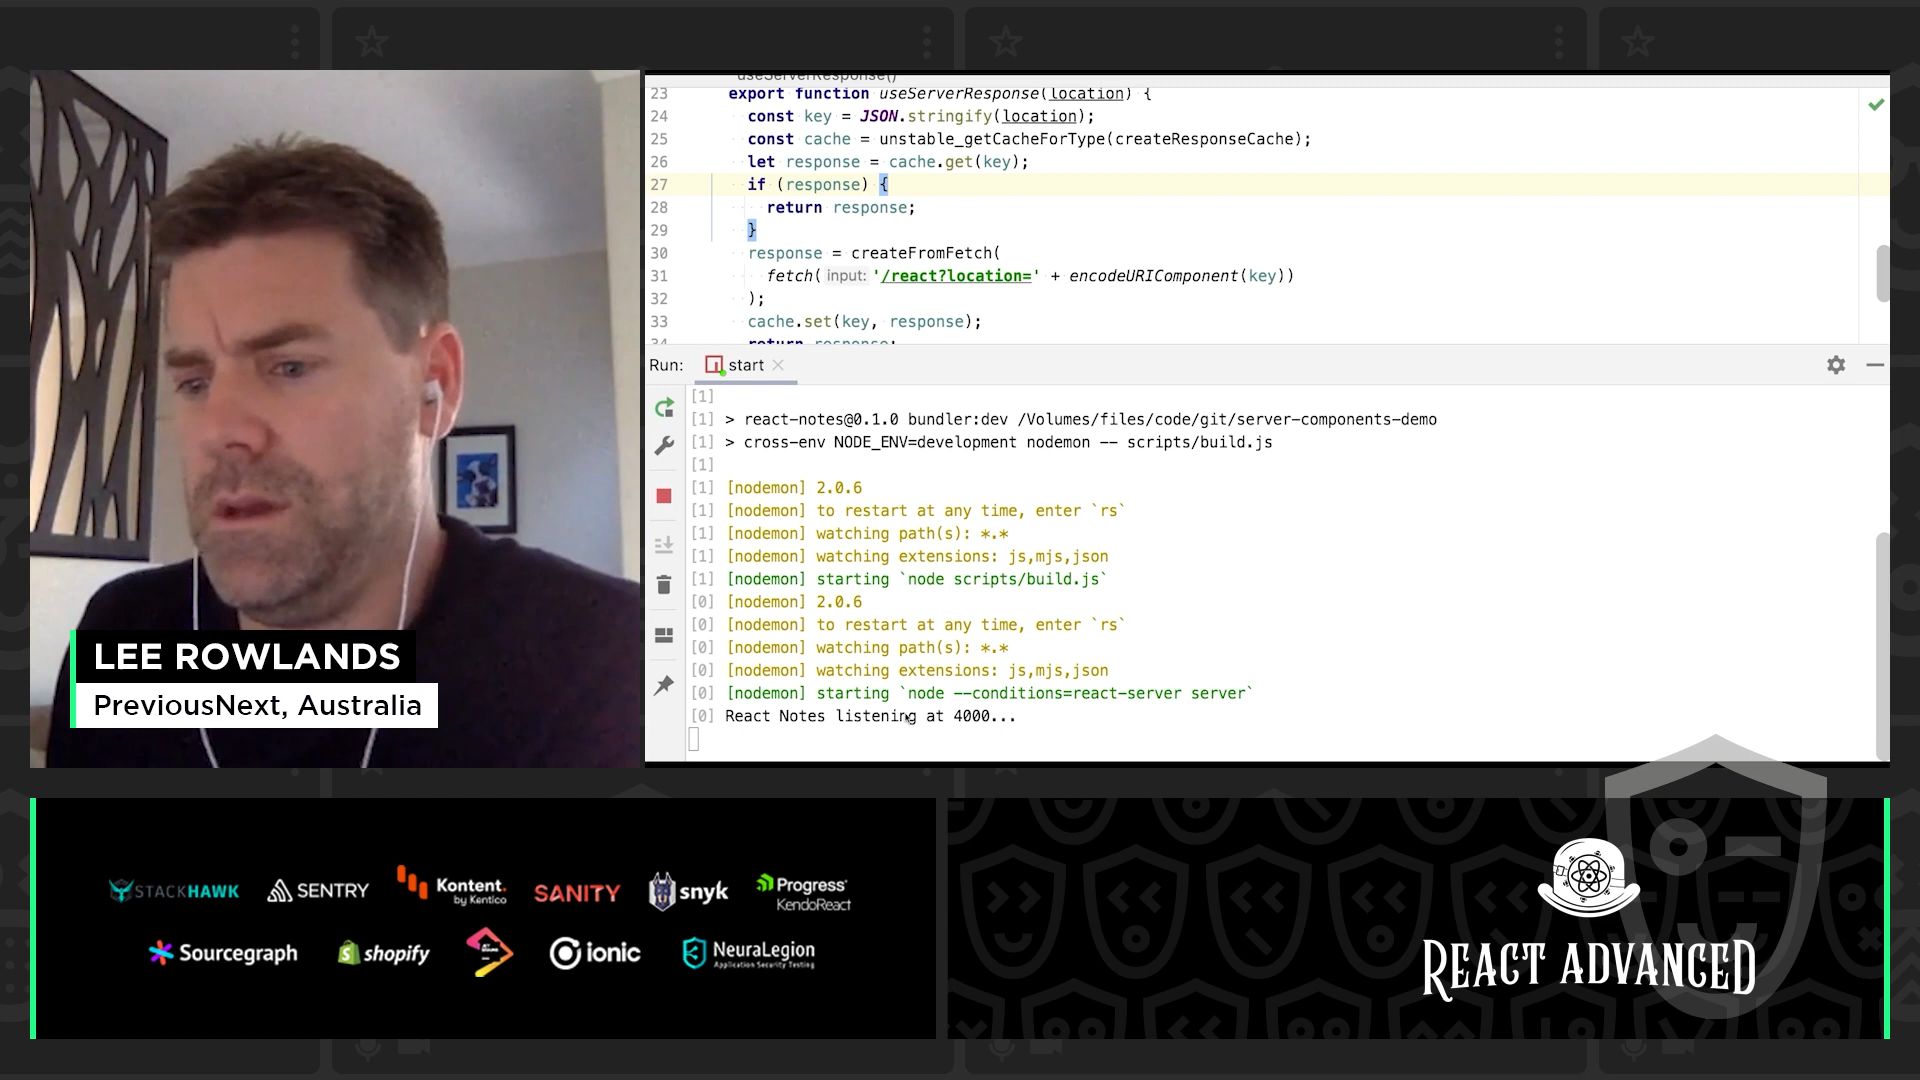 useServerResponse()
23 export function useServerResponse(location) {
24 const key = JSON.stringify(location);
25 const cache = unstable_getCacheForType(createResponseCache);
26 let response = cache.get(key);
27 if (response) {
28 return response;
29 }
30 response = createFromFetch(
31 fetch( input: '/react?location=' + encodeURIComponent(key))
32 );
33 cache.set(key, response);
34 return response;
Run: start
[1]
[1] > react-notes@0.1.0 bundler:dev /Volumes/files/code/git/server-components-demo
[1] > cross-env NODE_ENV=development nodemon -- scripts/build.js
[1]
[1] [nodemon] 2.0.6
[1] [nodemon] to restart at any time, enter `rs`
[1] [nodemon] watching path(s): *.*
[1] [nodemon] watching extensions: js,mjs,json
[1] [nodemon] starting `node scripts/build.js`
[0] [nodemon] 2.0.6
[0] [nodemon] to restart at any time, enter `rs`
[0] [nodemon] watching path(s): *.*
[0] [nodemon] watching extensions: js,mjs,json
[0] [nodemon] starting `node --conditions=react-server server`
[0] React Notes listening at 4000...
LEE ROWLANDS
PreviousNext, Australia
STACKHAWK SENTRY Kontent. by Kentico SANITY snyk Progress® KendoReact
Sourcegraph shopify ionic NeuraLegion Application Security Testing
REACT ADVANCED